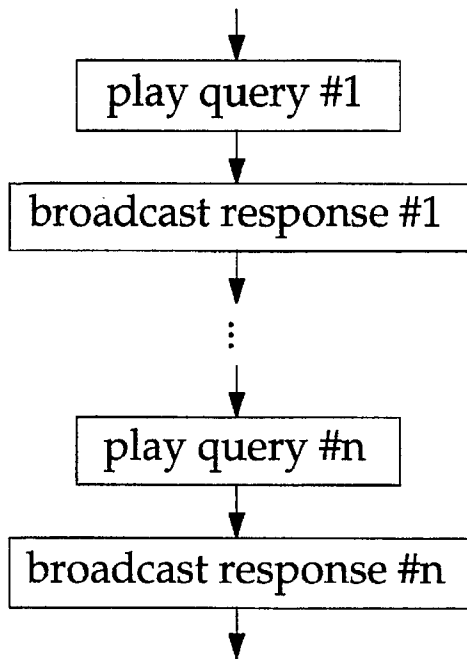 play query #1
broadcast response #1
⋮
play query #n
broadcast response #n